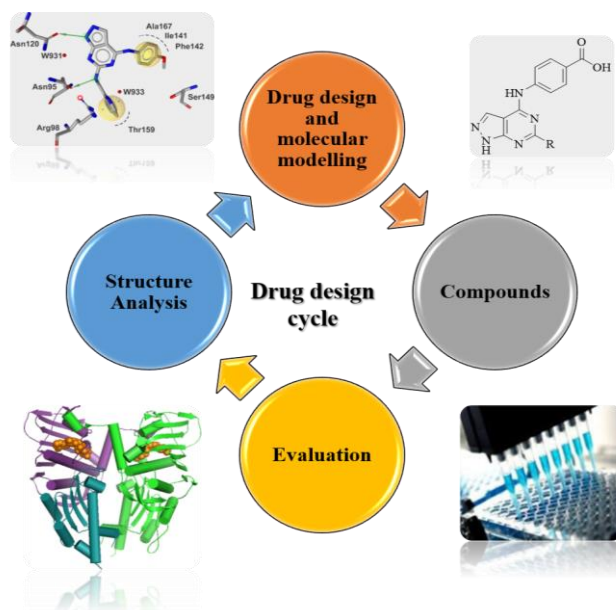 Ala167
Ile141
Phe142
Asn120
W931
Asn95
W933
Ser149
Arg98
Thr159
Drug design
and
molecular
modelling
O
OH
HN
N
N
N
N
H
R
Structure
Analysis
Drug design
cycle
Compounds
Evaluation